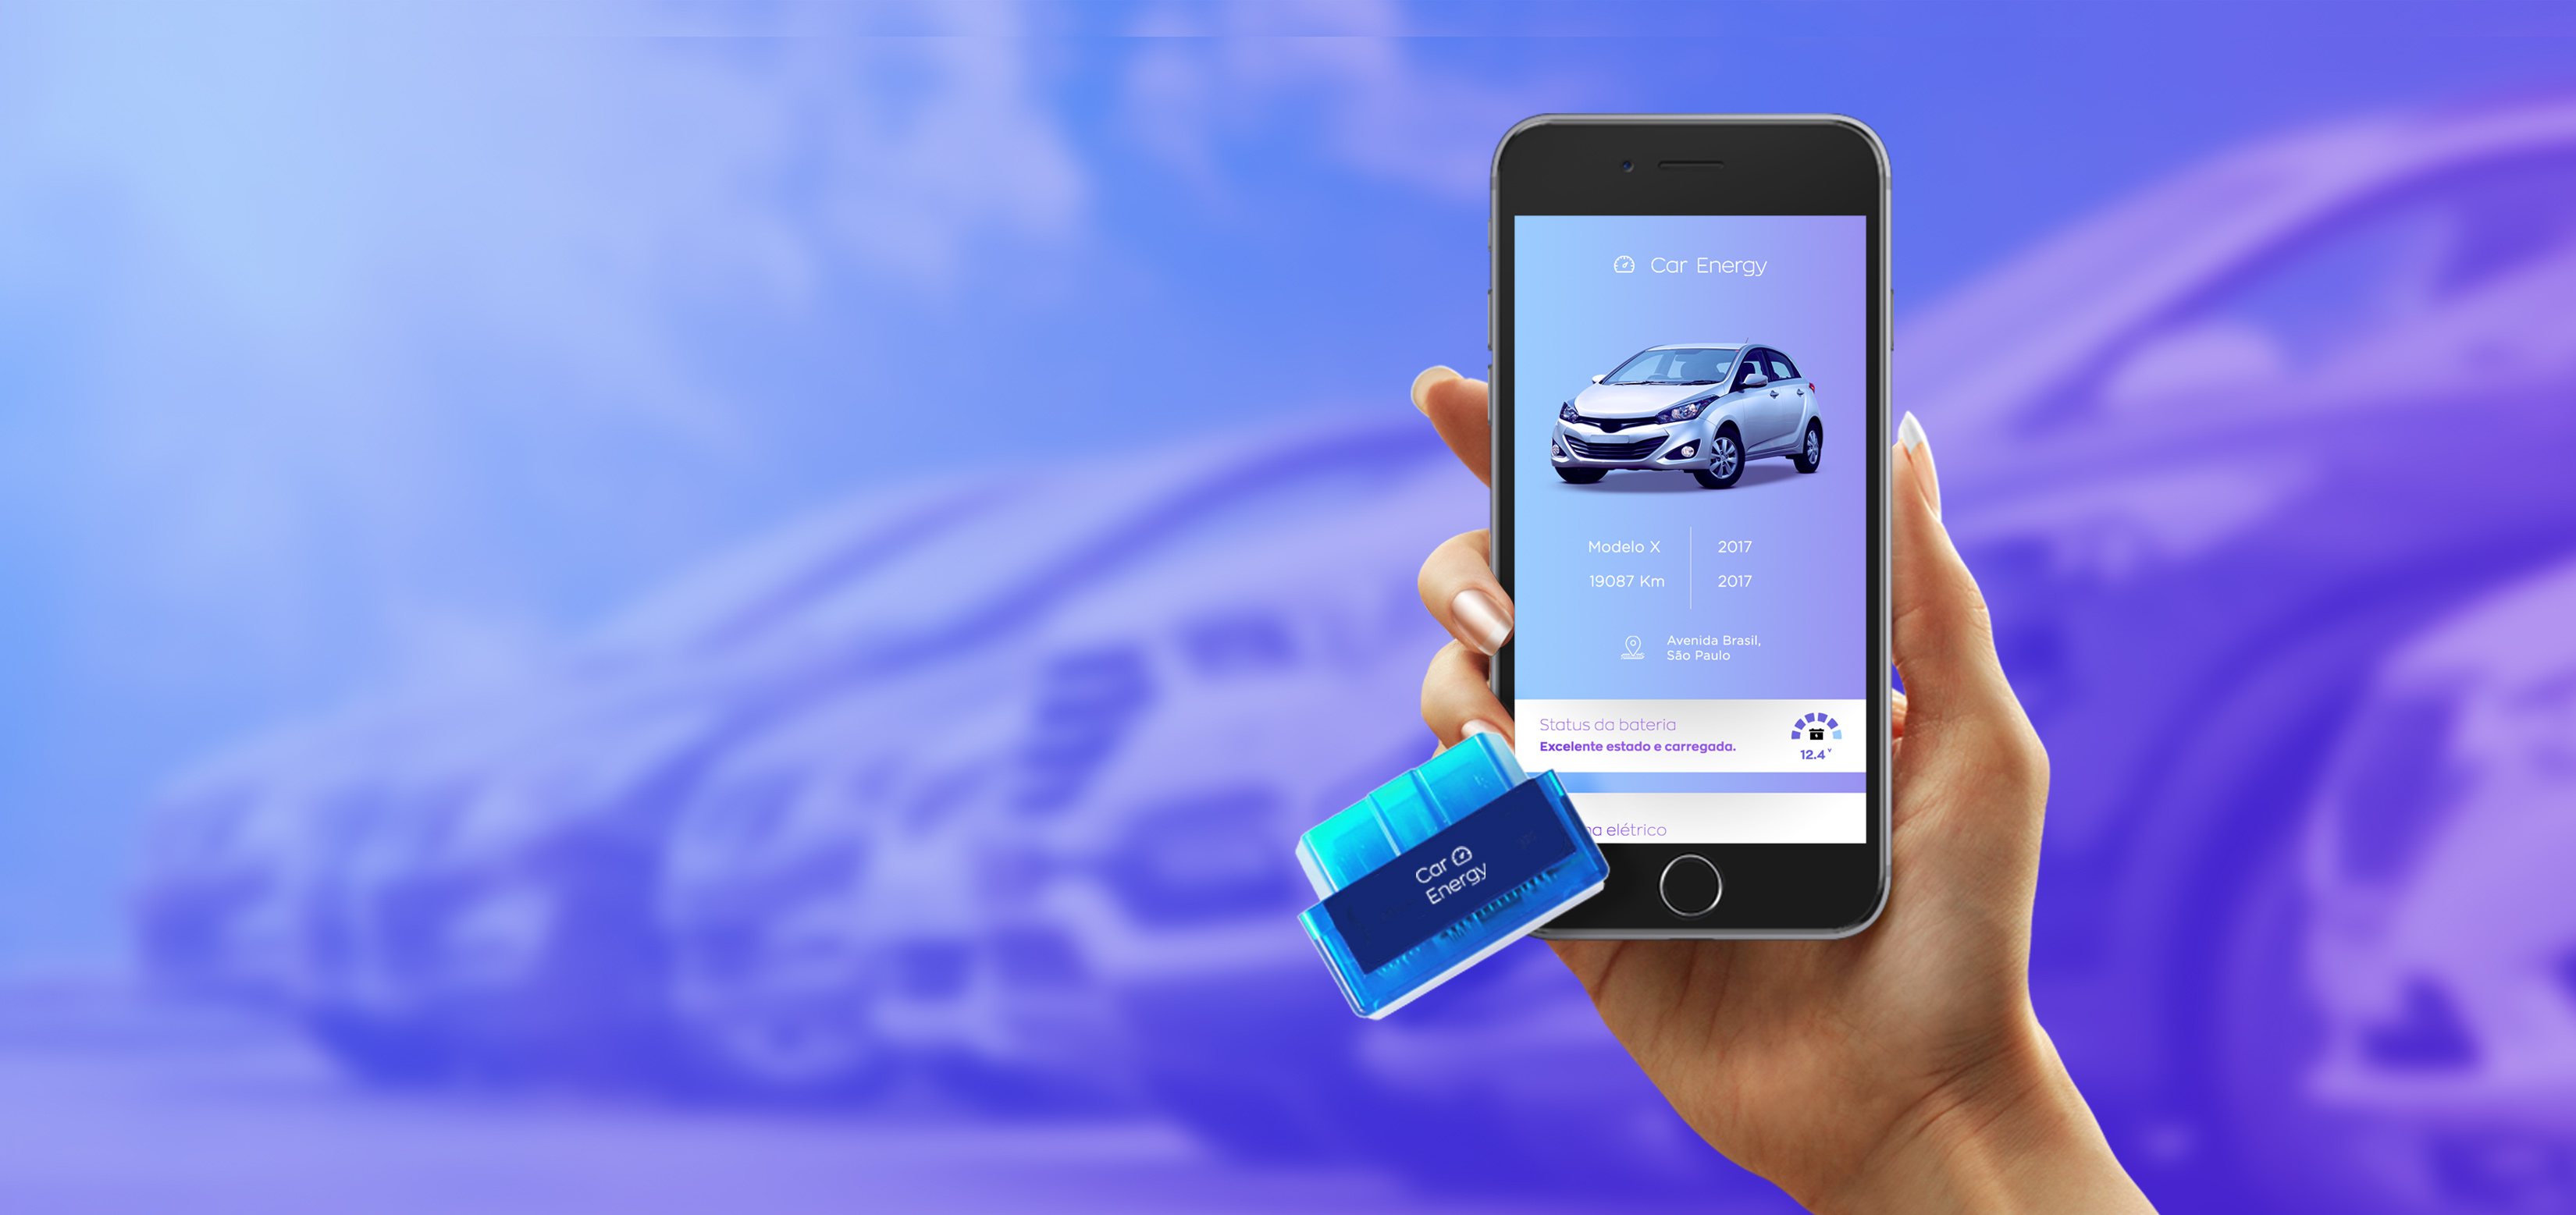 Car Energy
Modelo X
2017
19087 Km
2017
Avenida Brasil,
São Paulo
Status da bateria
Excelente estado e carregada.
12.4 v
elétrico
Car
Energy